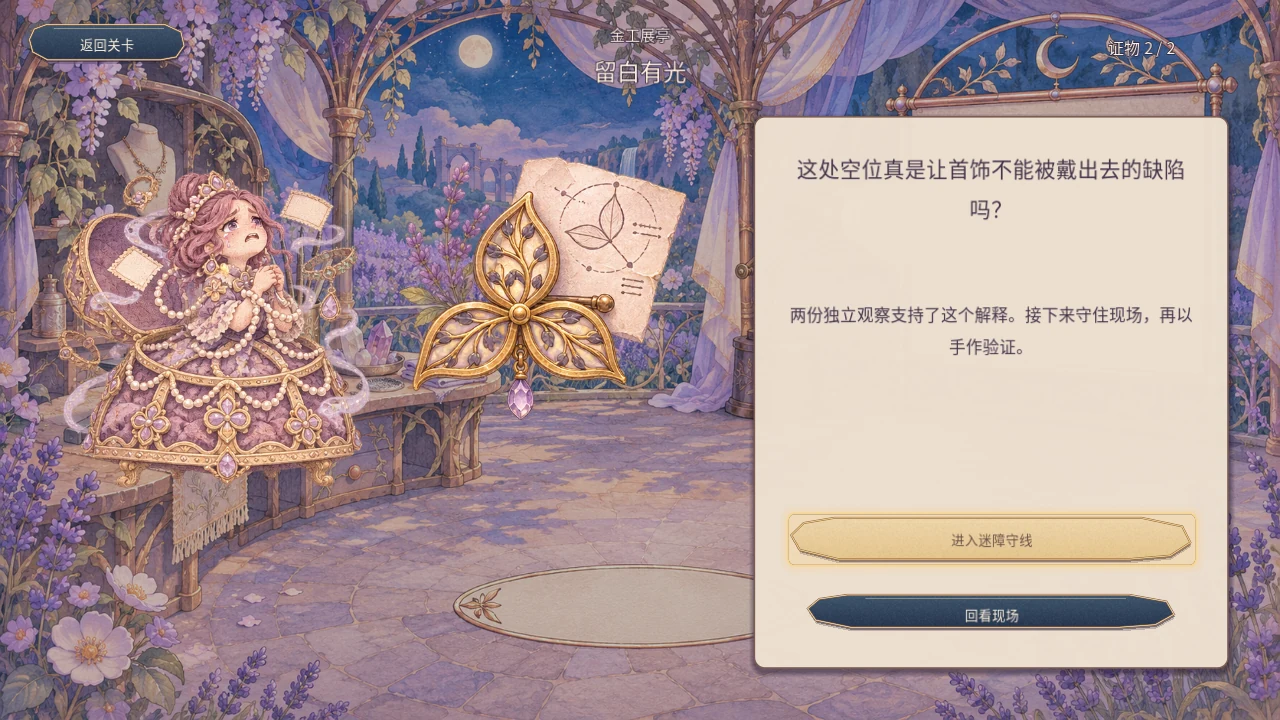 返回关卡
金工展亭
留白有光
证物 2 / 2
这处空位真是让首饰不能被戴出去的缺陷
吗？
两份独立观察支持了这个解释。接下来守住现场，再以
手作验证。
进入迷障守线
回看现场